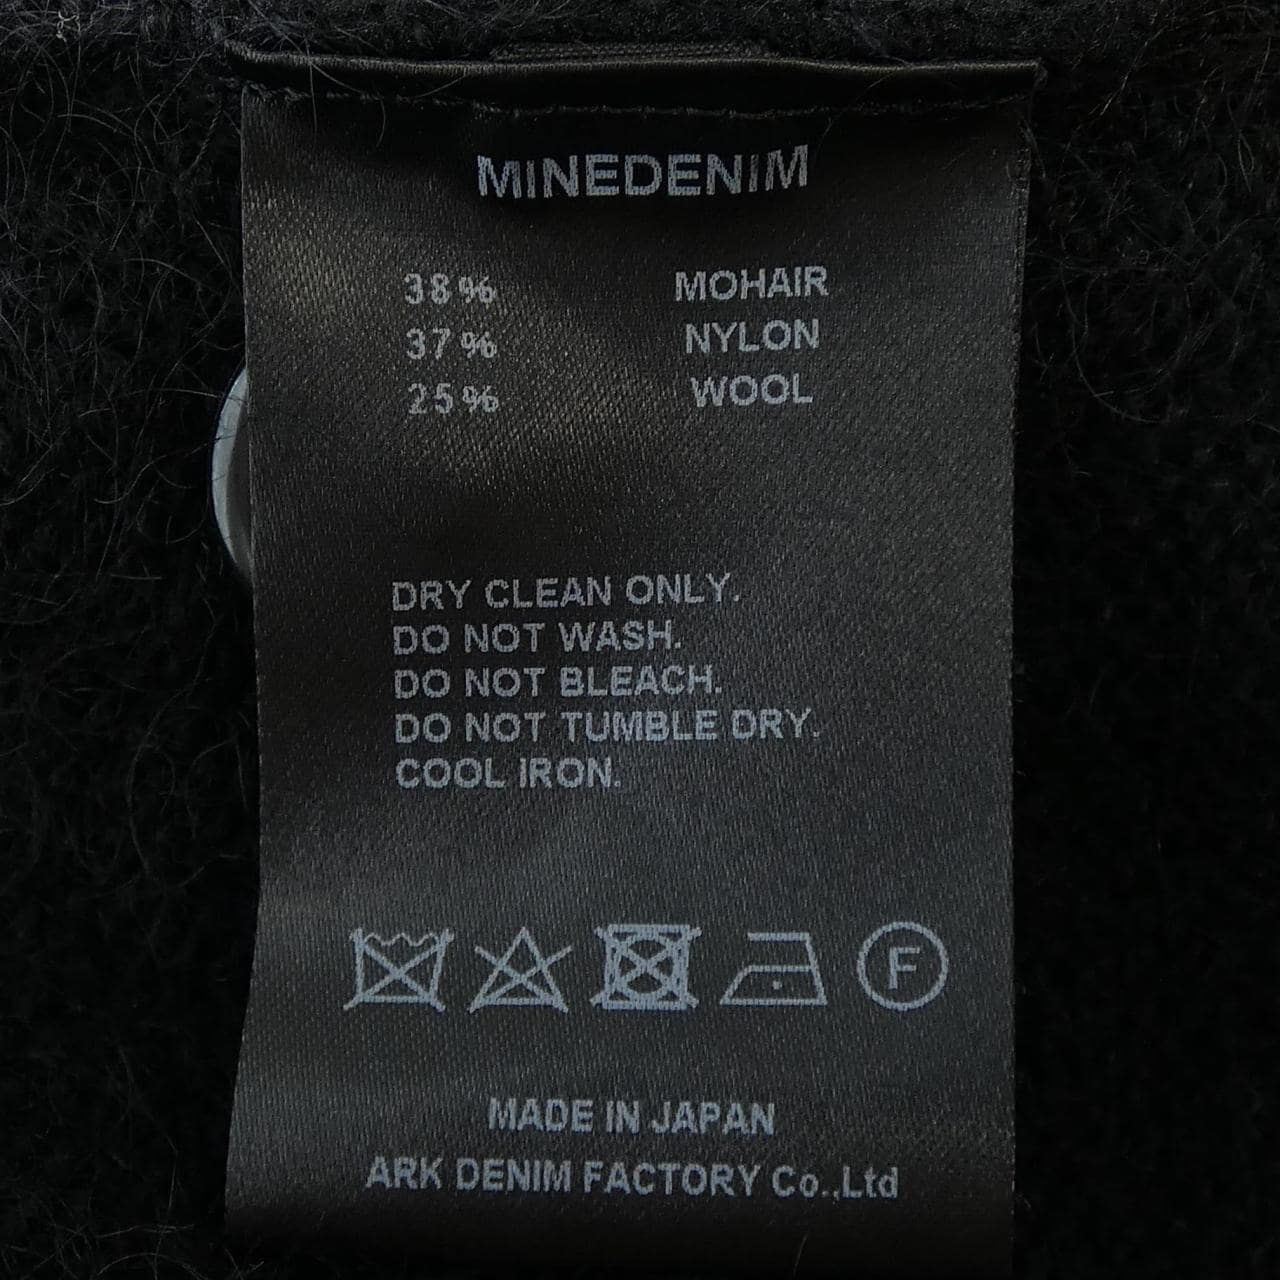 MINEDENIM
38% MOHAIR
37% NYLON
25% WOOL
DRY CLEAN ONLY.
DO NOT WASH.
DO NOT BLEACH.
DO NOT TUMBLE DRY.
COOL IRON.
F
MADE IN JAPAN
ARK DENIM FACTORY Co.,Ltd